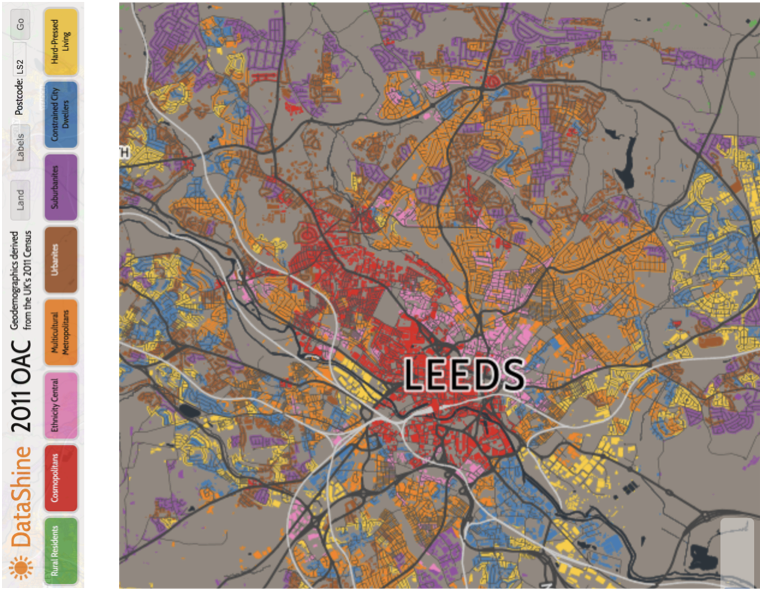 DataShine
2011 OAC
Geodemographics derived
from the UK's 2011 Census
Land
Labels
Postcode: LS2
Go
Rural Residents
Cosmopolitans
Ethnicity Central
Multicultural
Metropolitans
Urbanites
Suburbanites
Constrained City
Dwellers
Hard-Pressed
Living
H
LEEDS